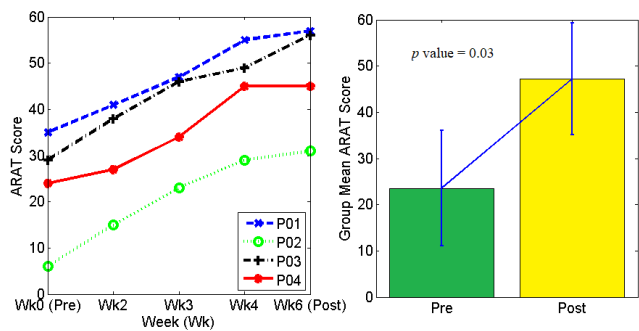 60
50
40
30
20
10
0
ARAT Score
P01
P02
P03
P04
Wk0 (Pre) Wk2 Wk3 Wk4 Wk6 (Post)
Week (Wk)
60
50
40
30
20
10
0
Group Mean ARAT Score
p value = 0.03
Pre Post